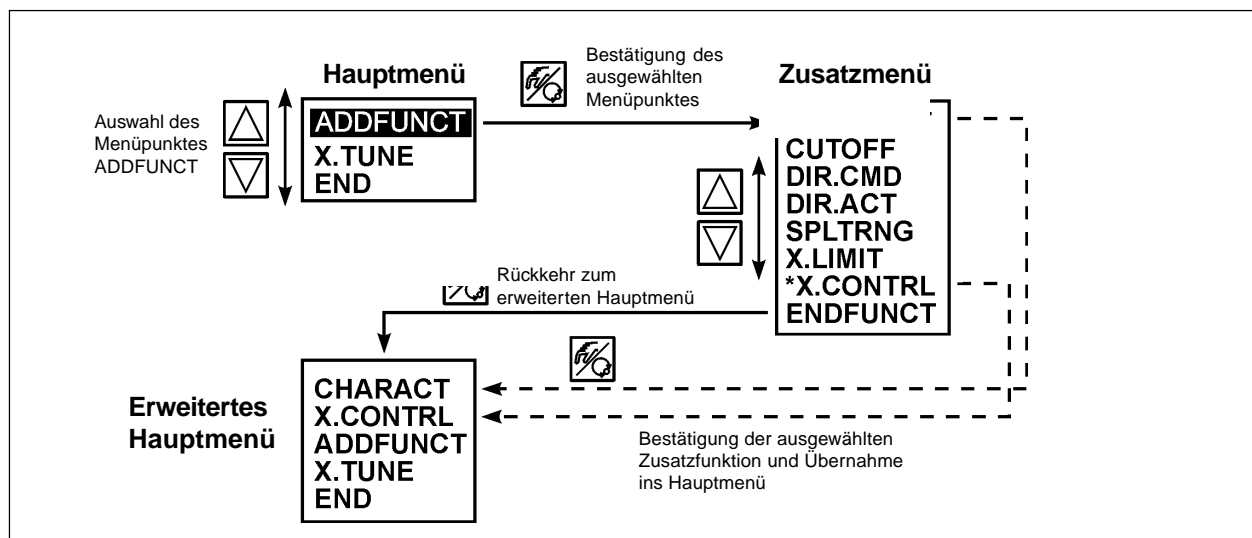 Hauptmenü
Bestätigung des
ausgewählten
Menüpunktes
Zusatzmenü
Auswahl des
Menüpunktes
ADDFUNCT
ADDFUNCT
X.TUNE
END
CUTOFF
DIR.CMD
DIR.ACT
SPLTRNG
X.LIMIT
*X.CONTRL
ENDFUNCT
Rückkehr zum
erweiterten Hauptmenü
Erweitertes
Hauptmenü
CHARACT
X.CONTRL
ADDFUNCT
X.TUNE
END
Bestätigung der ausgewählten
Zusatzfunktion und Übernahme
ins Hauptmenü